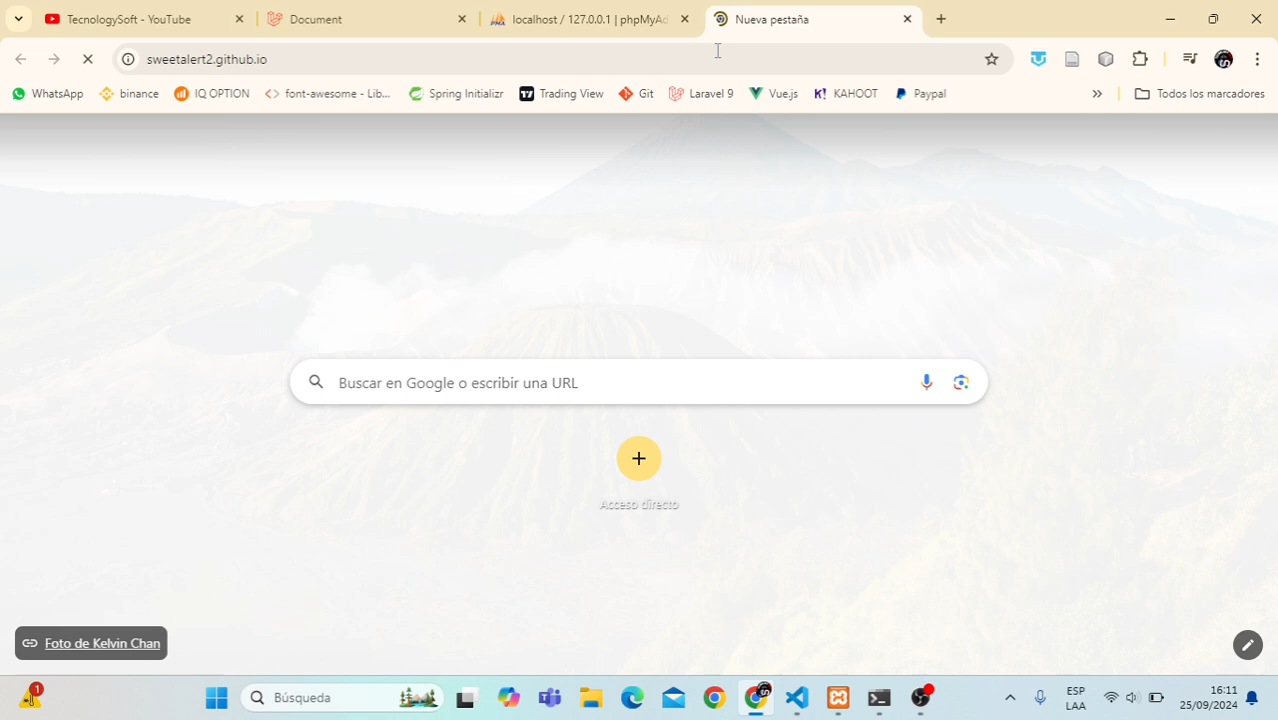 TecnologySoft - YouTube
Document
localhost / 127.0.0.1 | phpMyAd
Nueva pestaña
sweetalert2.github.io
WhatsApp
binance
IQ OPTION
font-awesome - Lib...
Spring Initializr
Trading View
Git
Laravel 9
Vue.js
K!
KAHOOT
Paypal
Todos los marcadores
Buscar en Google o escribir una URL
Acceso directo
Foto de Kelvin Chan
1
Búsqueda
ESP
LAA
16:11
25/09/2024